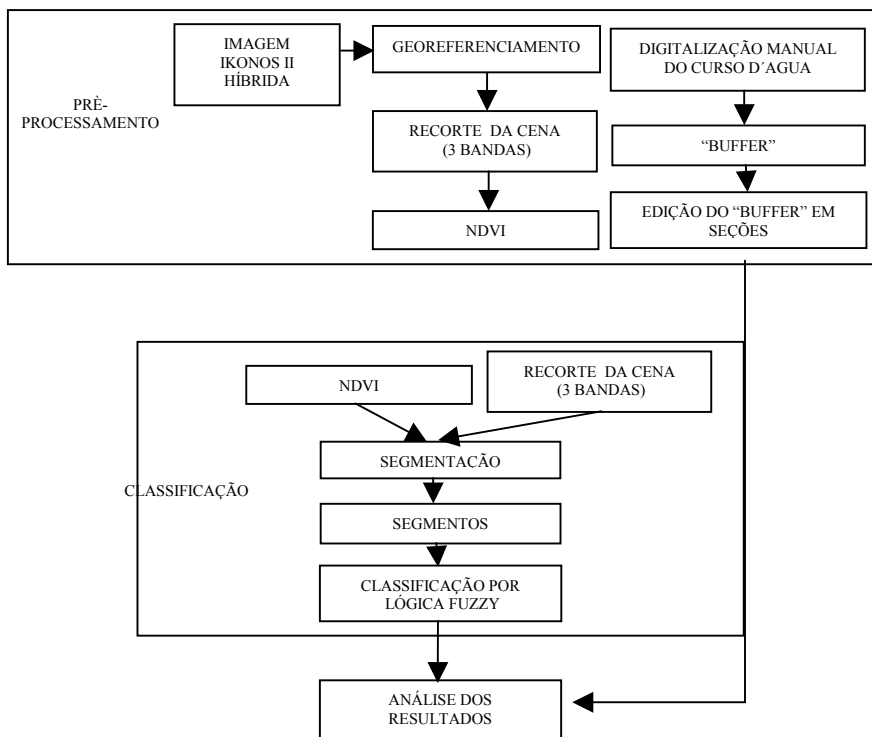 PRÈ-
PROCESSAMENTO
IMAGEM
IKONOS II
HÍBRIDA
GEOREFERENCIAMENTO
RECORTE DA CENA
(3 BANDAS)
NDVI
DIGITALIZAÇÃO MANUAL
DO CURSO D´AGUA
“BUFFER”
EDIÇÃO DO “BUFFER” EM
SEÇÕES
CLASSIFICAÇÃO
NDVI
RECORTE DA CENA
(3 BANDAS)
SEGMENTAÇÃO
SEGMENTOS
CLASSIFICAÇÃO POR
LÓGICA FUZZY
ANÁLISE DOS
RESULTADOS